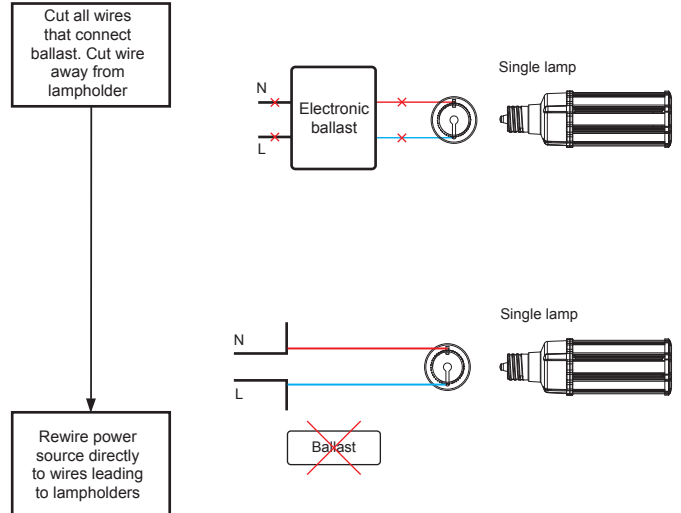 Cut all wires
that connect
ballast. Cut wire
away from
lampholder
N
L
Electronic
ballast
Single lamp
N
L
Single lamp
Ballast
Rewire power
source directly
to wires leading
to lampholders